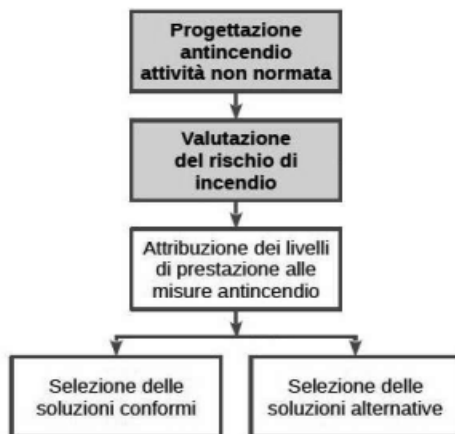 Progettazione
antincendio
attività non normata
Valutazione
del rischio di
incendio
Attribuzione dei livelli
di prestazione alle
misure antincendio
Selezione delle
soluzioni conformi
Selezione delle
soluzioni alternative